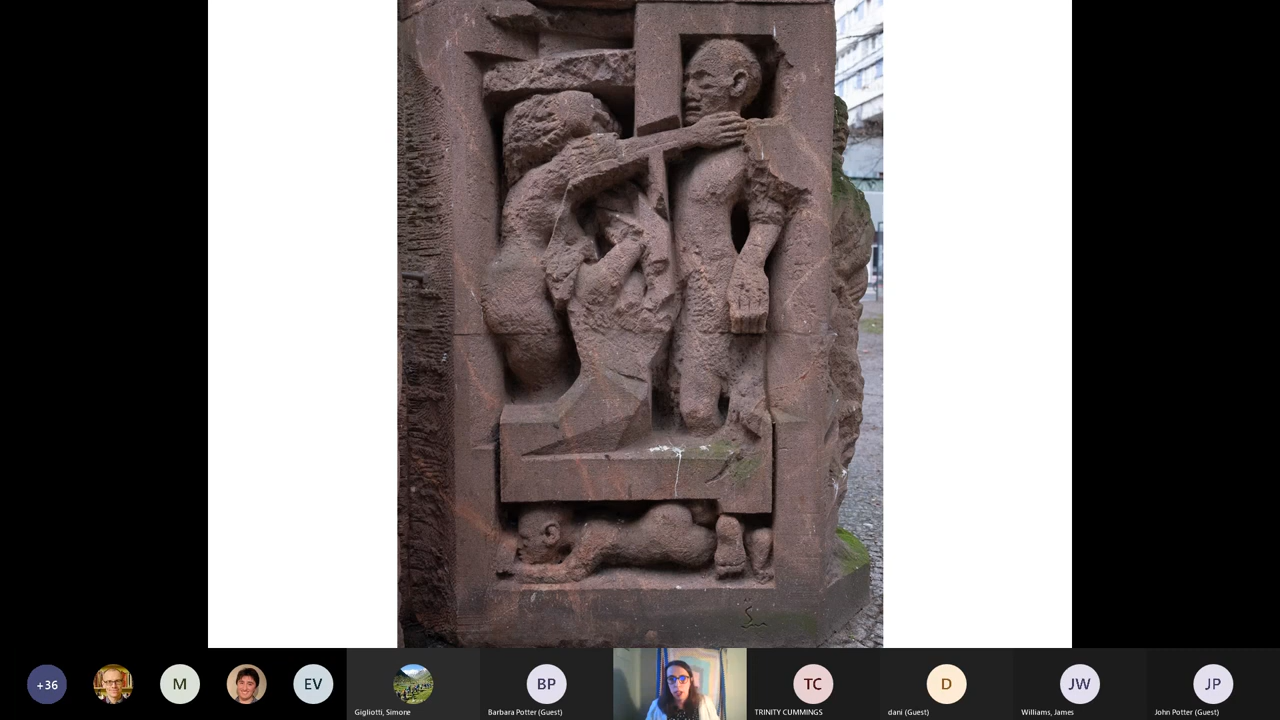 +36
M
EV
Gigliotti, Simone
BP
Barbara Potter (Guest)
TC
TRINITY CUMMINGS
D
dani (Guest)
JW
Williams, James
JP
John Potter (Guest)